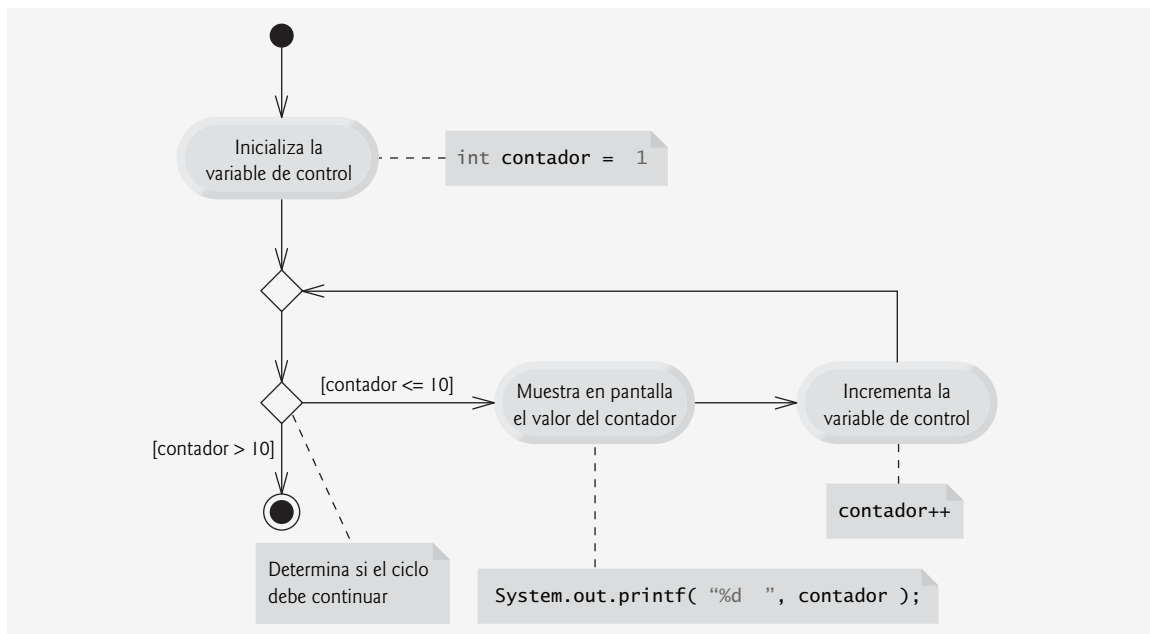 Inicializa la
variable de control
int contador =  1
[contador <= 10]
Muestra en pantalla
el valor del contador
Incrementa la
variable de control
[contador > 10]
contador++
Determina si el ciclo
debe continuar
System.out.printf( “%d  ”, contador );